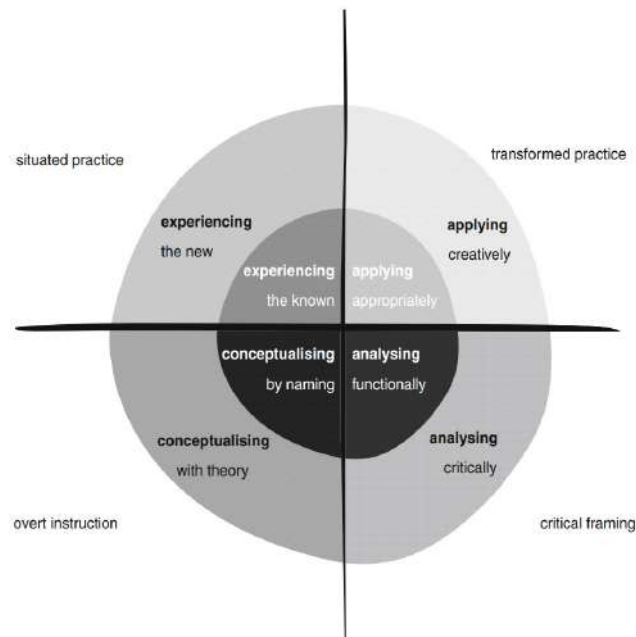 situated practice
transformed practice
experiencing
the new
applying
creatively
experiencing
the known
applying
appropriately
conceptualising
by naming
analysing
functionally
conceptualising
with theory
analysing
critically
overt instruction
critical framing